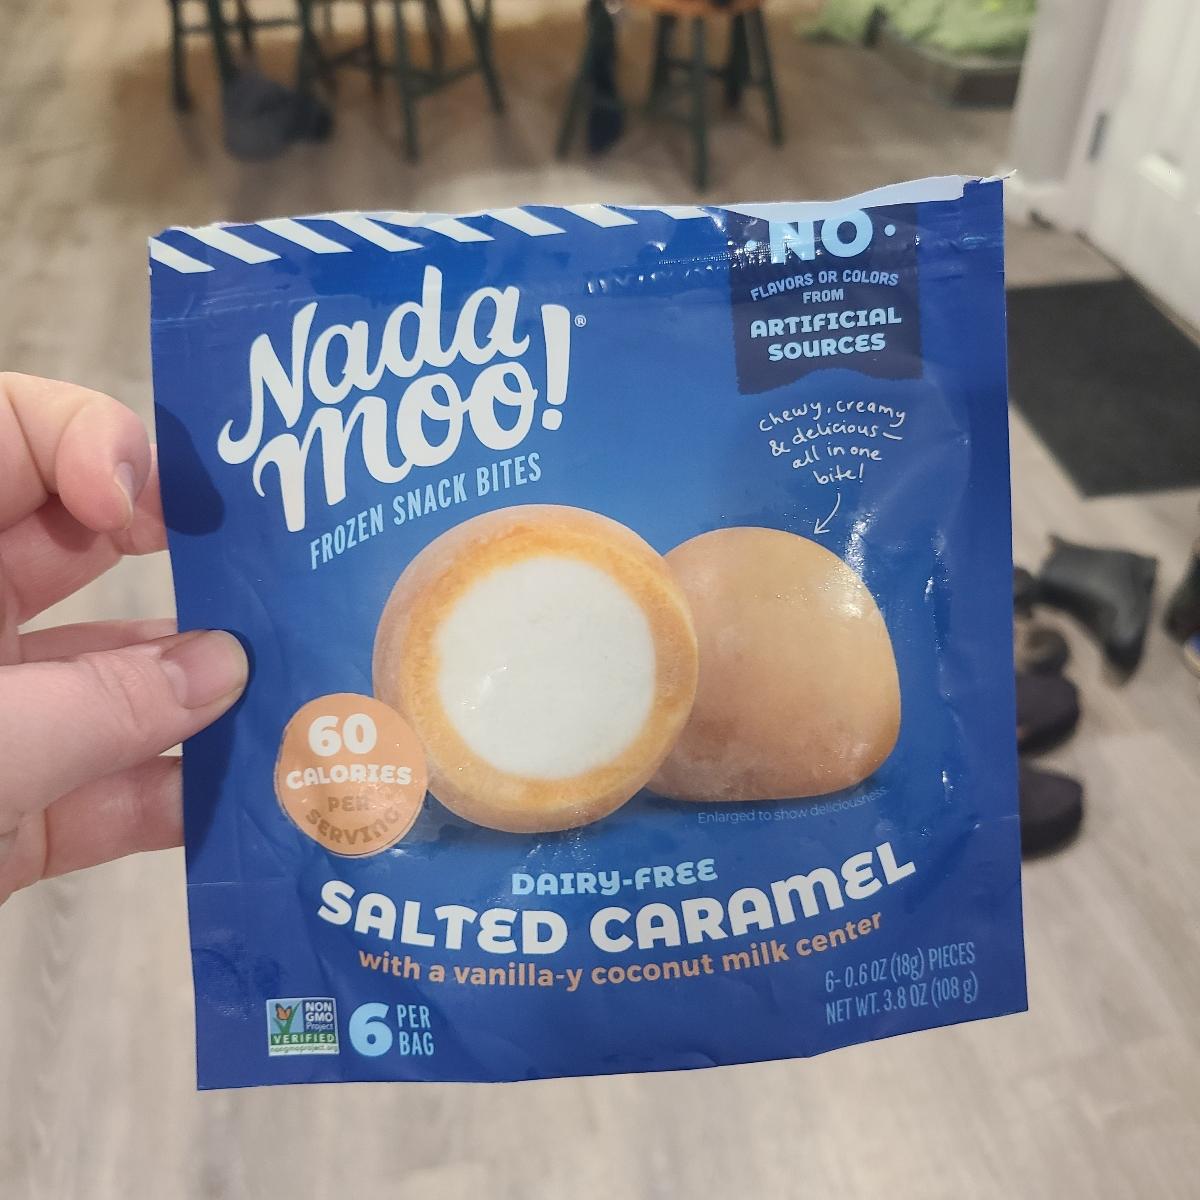 Nada
moo!®
FROZEN SNACK BITES
• NO •
FLAVORS OR COLORS
FROM
ARTIFICIAL
SOURCES
chewy, creamy
& delicious—
all in one
bite!
60
CALORIES
PER
SERVING
Enlarged to show deliciousness.
DAIRY-FREE
SALTED CARAMEL
with a vanilla-y coconut milk center
6- 0.6 OZ (18g) PIECES
NET WT. 3.8 OZ (108 g)
NON
GMO
Project
VERIFIED
nongmoproject.org
6 PER
BAG